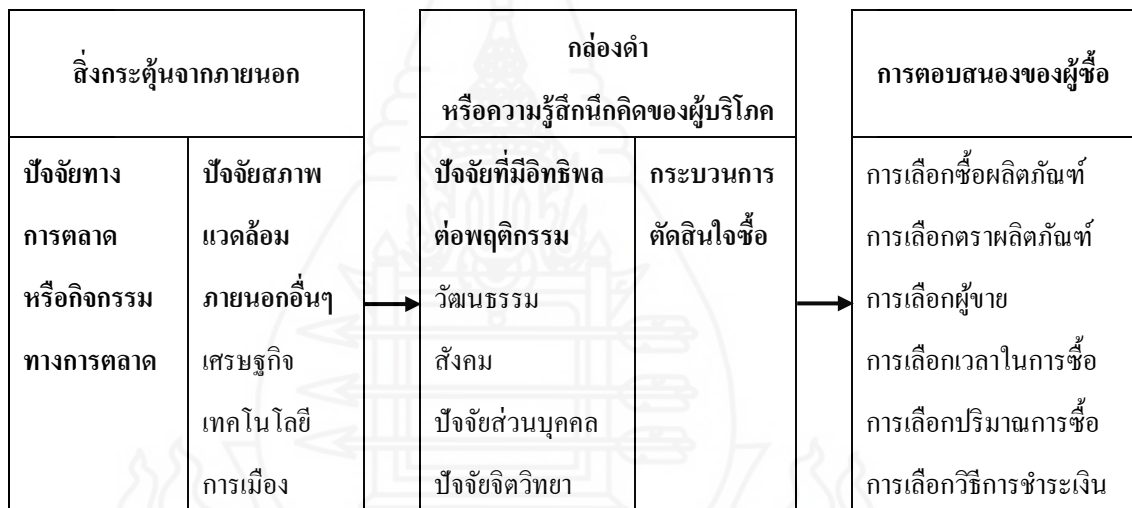 สิ่งกระตุ้นจากภายนอก
กล่องดำ
หรือความรู้สึกนึกคิดของผู้บริโภค
การตอบสนองของผู้ซื้อ
ปัจจัยทาง
การตลาด
หรือกิจกรรม
ทางการตลาด
ปัจจัยสภาพ
แวดล้อม
ภายนอกอื่นๆ
เศรษฐกิจ
เทคโนโลยี
การเมือง
ปัจจัยที่มีอิทธิพล
ต่อพฤติกรรม
วัฒนธรรม
สังคม
ปัจจัยส่วนบุคคล
ปัจจัยจิตวิทยา
กระบวนการ
ตัดสินใจซื้อ
การเลือกซื้อผลิตภัณฑ์
การเลือกตราผลิตภัณฑ์
การเลือกผู้ขาย
การเลือกเวลาในการซื้อ
การเลือกปริมาณการซื้อ
การเลือกวิธีการชำระเงิน